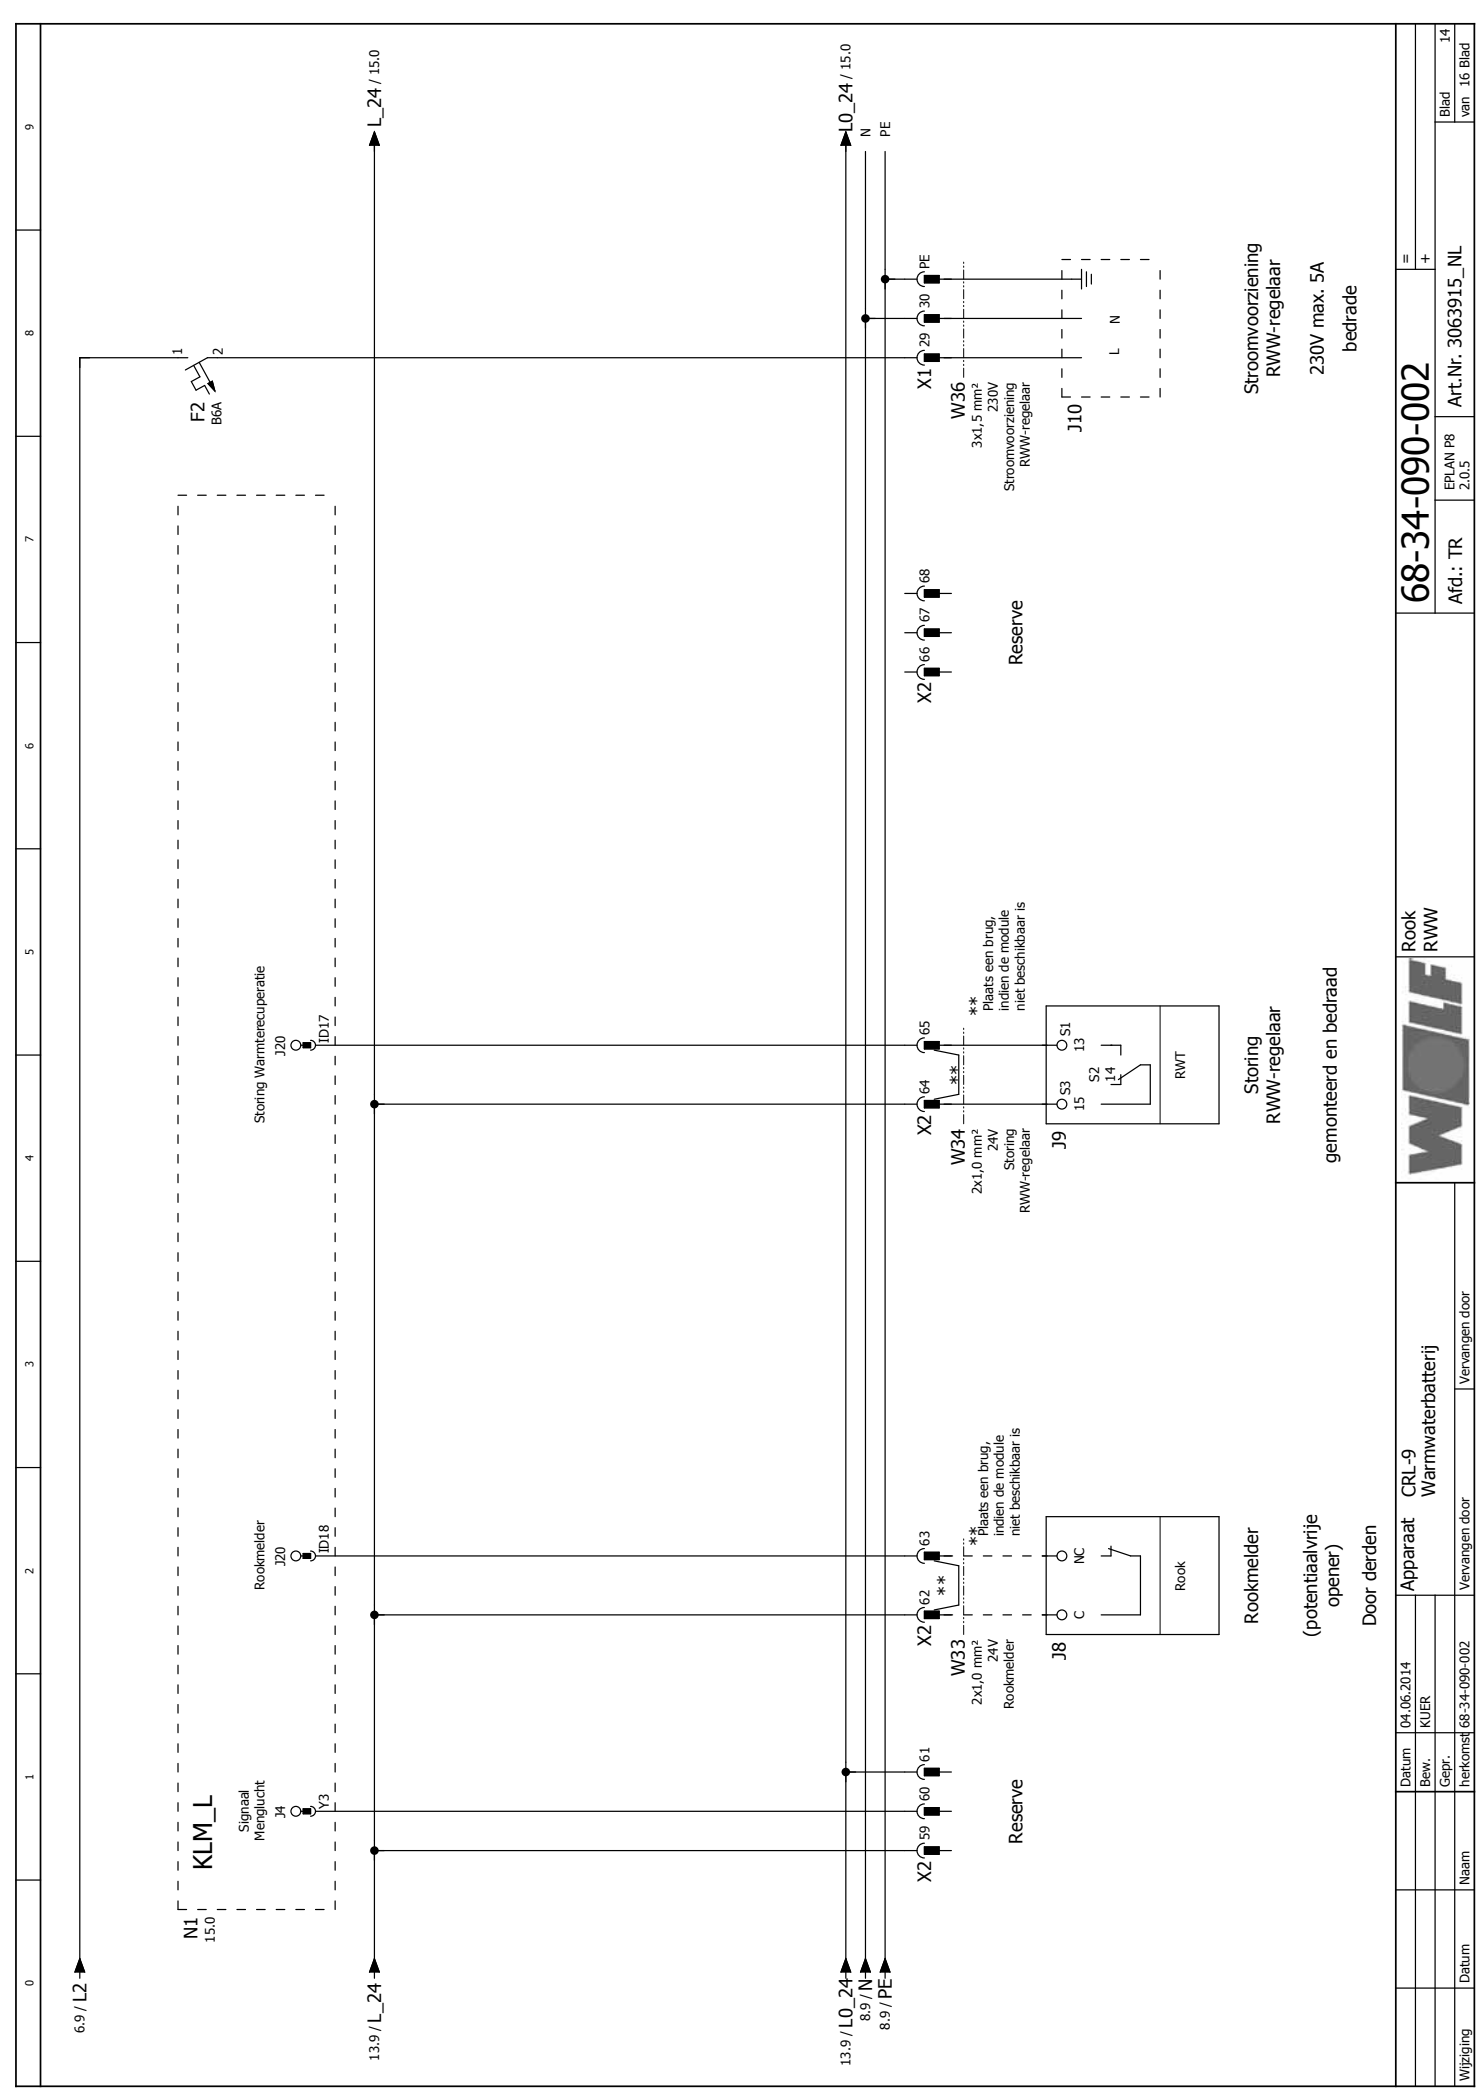 0
1
2
3
4
5
6
7
8
9
6.9 / L2
13.9 / L_24
13.9 / L0_24
8.9 / N
8.9 / PE
L_24 / 15.0
L0_24 / 15.0
N
PE
N1
15.0
KLM_L
Signaal
Menglucht
J4
Y3
Rookmelder
J20
ID18
Storing Warmterecuperatie
J20
ID17
F2
B6A
1
2
X2
59
60
61
Reserve
X2
62
63
**
W33
2x1,0 mm²
24V
Rookmelder
**
Plaats een brug,
indien de module
niet beschikbaar is
J8
C
NC
Rook
Rookmelder
(potentiaalvrije
opener)
Door derden
X2
64
65
**
W34
2x1,0 mm²
24V
Storing
RWW-regelaar
**
Plaats een brug,
indien de module
niet beschikbaar is
J9
S3
15
S2
14
S1
13
RWT
Storing
RWW-regelaar
gemonteerd en bedraad
X2
66
67
68
Reserve
X1
29
30
PE
W36
3x1,5 mm²
230V
Stroomvoorziening
RWW-regelaar
J10
L
N
Stroomvoorziening
RWW-regelaar
230V max. 5A
bedrade
Wijziging
Datum
Naam
Datum
04.06.2014
Bew.
KUER
Gepr.
herkomst
68-34-090-002
Apparaat CRL-9
Warmwaterbatterij
Vervangen door
Vervangen door
WOLF
Rook
RWW
68-34-090-002
=
+
Afd.: TR
EPLAN P8
2.0.5
Art.Nr. 3063915_NL
Blad 14
van 16 Blad